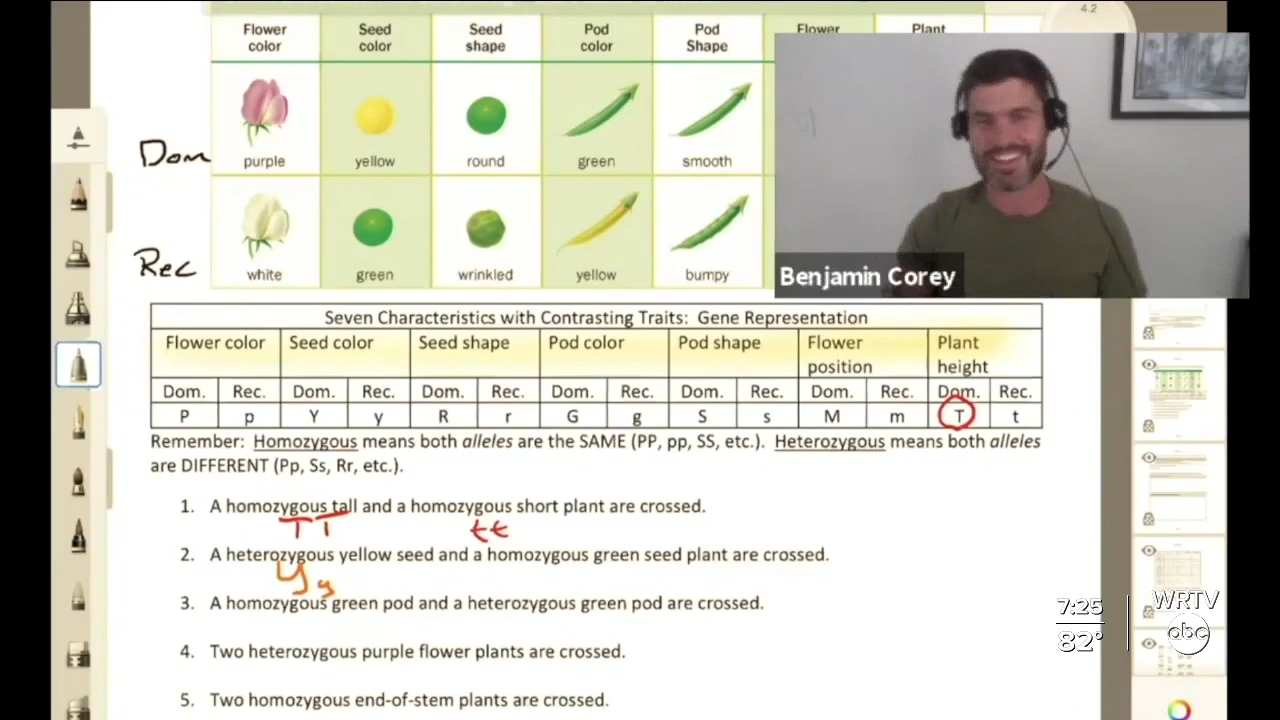 4.2
Flower color Seed color Seed shape Pod color Pod Shape Flower Plant
Dom purple yellow round green smooth
Rec white green wrinkled yellow bumpy
Benjamin Corey
Seven Characteristics with Contrasting Traits: Gene Representation
Flower color Seed color Seed shape Pod color Pod shape Flower position Plant height
Dom. Rec. Dom. Rec. Dom. Rec. Dom. Rec. Dom. Rec. Dom. Rec. Dom. Rec.
P p Y y R r G g S s M m T t
Remember: Homozygous means both alleles are the SAME (PP, pp, SS, etc.). Heterozygous means both alleles
are DIFFERENT (Pp, Ss, Rr, etc.).
1. A homozygous tall and a homozygous short plant are crossed.
TT tt
2. A heterozygous yellow seed and a homozygous green seed plant are crossed.
Yy
3. A homozygous green pod and a heterozygous green pod are crossed.
4. Two heterozygous purple flower plants are crossed.
5. Two homozygous end-of-stem plants are crossed.
7:25
82°
WRTV
abc